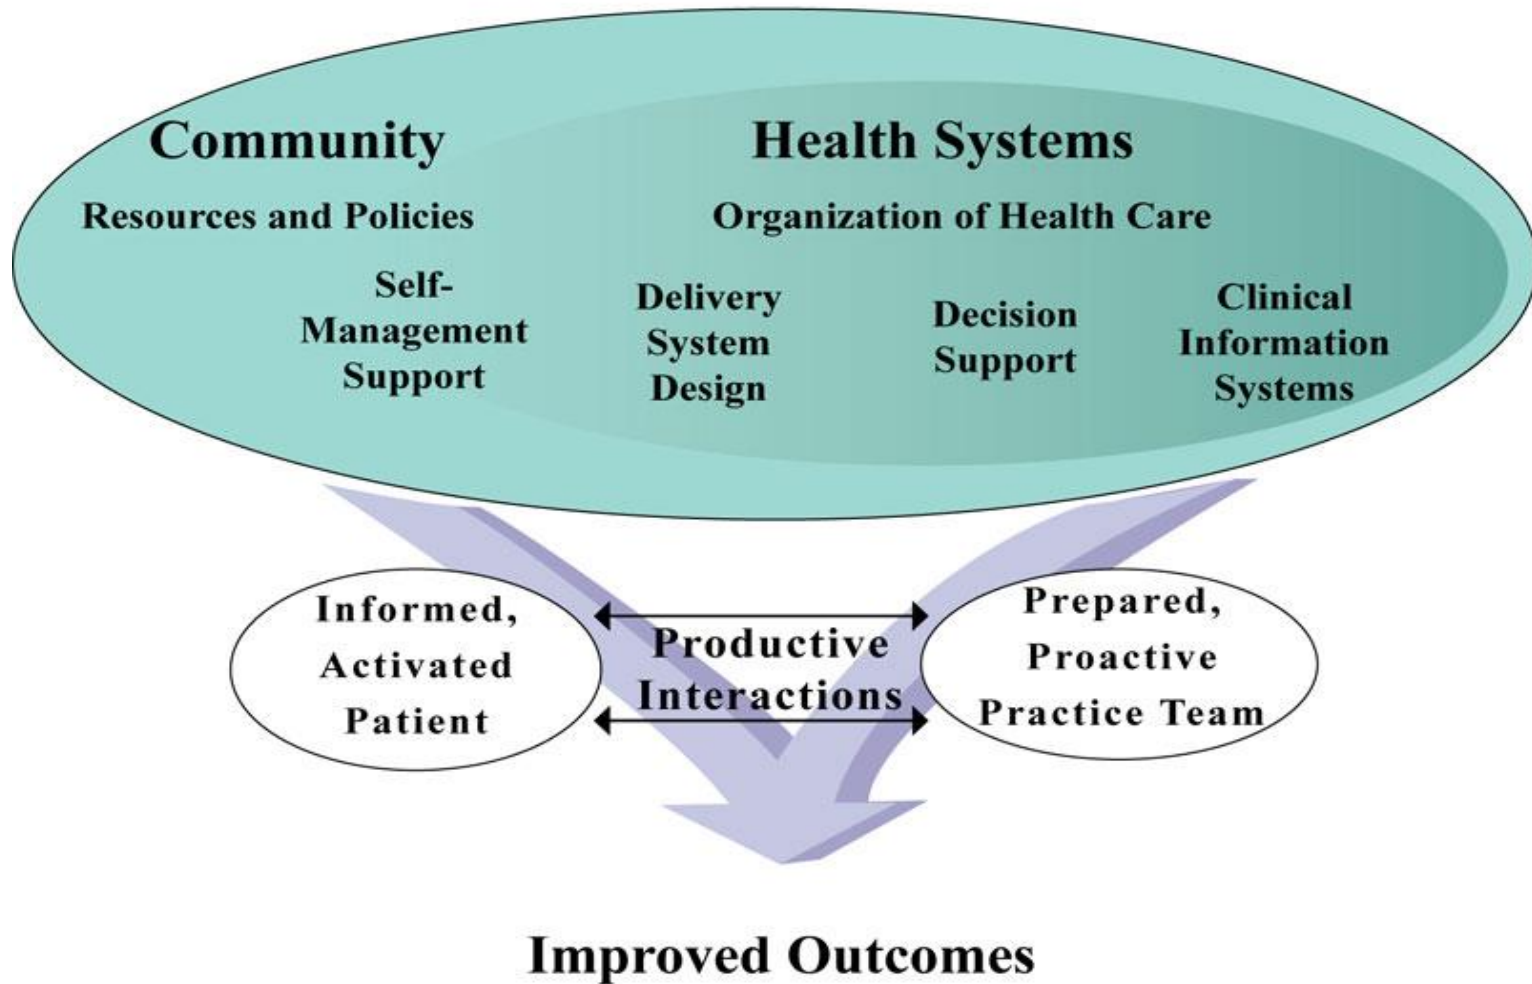 Community
Health Systems
Resources and Policies
Organization of Health Care
Self-
Management
Support
Delivery
System
Design
Decision
Support
Clinical
Information
Systems
Informed,
Activated
Patient
Productive
Interactions
Prepared,
Proactive
Practice Team
Improved Outcomes